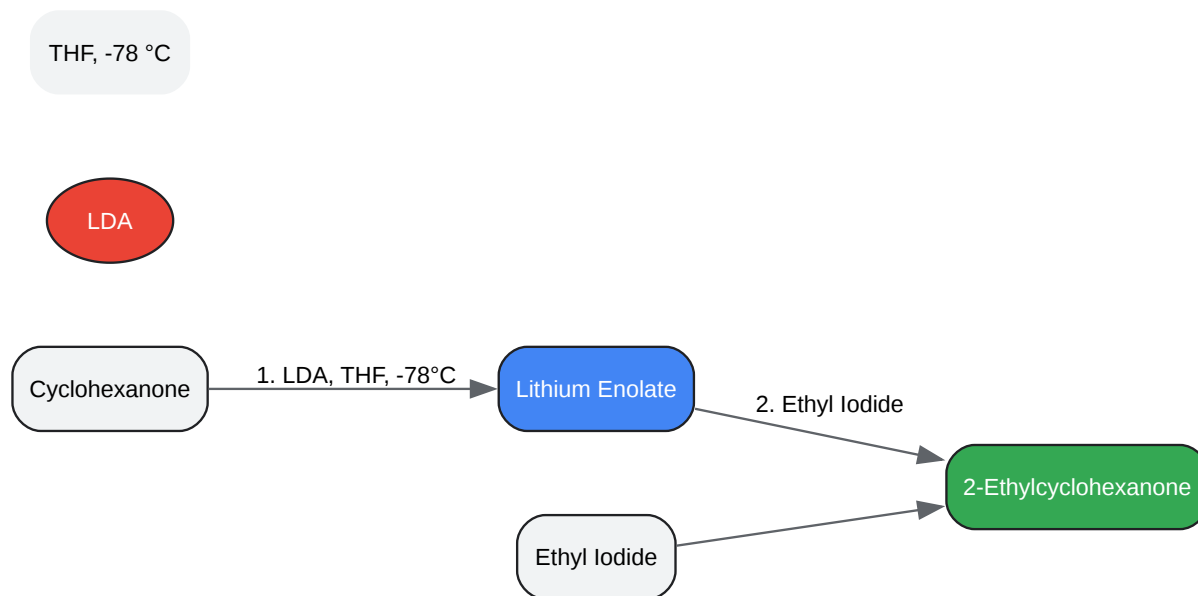 THF, -78 °C
LDA
Cyclohexanone
1. LDA, THF, -78°C
Lithium Enolate
2. Ethyl Iodide
2-Ethylcyclohexanone
Ethyl Iodide